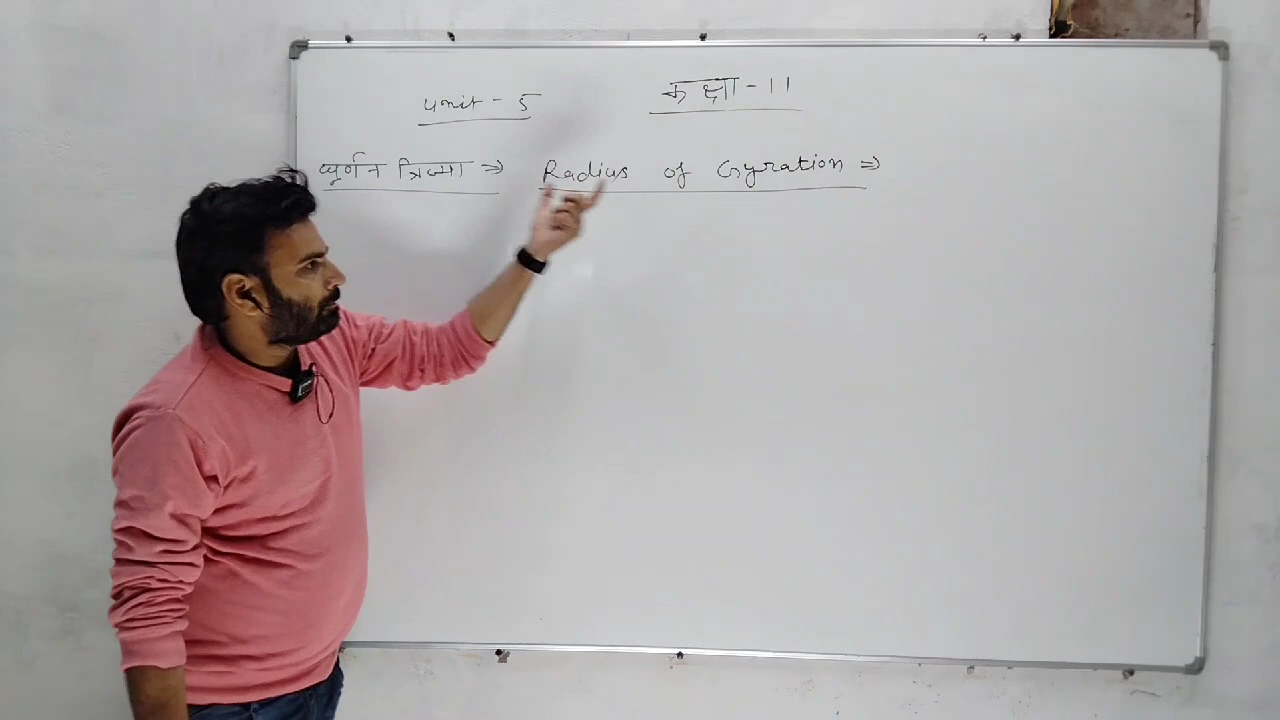 unit - 5
कक्षा - 11
घूर्णन त्रिज्या ⇒ Radius of Gyration ⇒